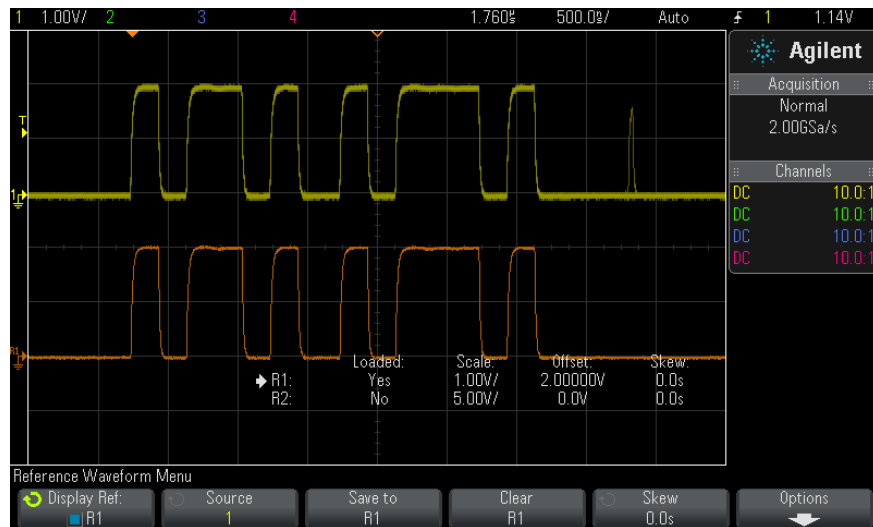 1 1.00V/ 2 3 4 1.760s 500.0s/ Auto 1 1.14V
Agilent
Acquisition
Normal
2.00GSa/s
Channels
DC 10.0:1
DC 10.0:1
DC 10.0:1
DC 10.0:1
T
1
R1
Loaded: Scale: Offset: Skew:
R1: Yes 1.00V/ 2.00000V 0.0s
R2: No 5.00V/ 0.0V 0.0s
Reference Waveform Menu
Display Ref: Source Save to Clear Skew Options
R1 1 R1 R1 0.0s